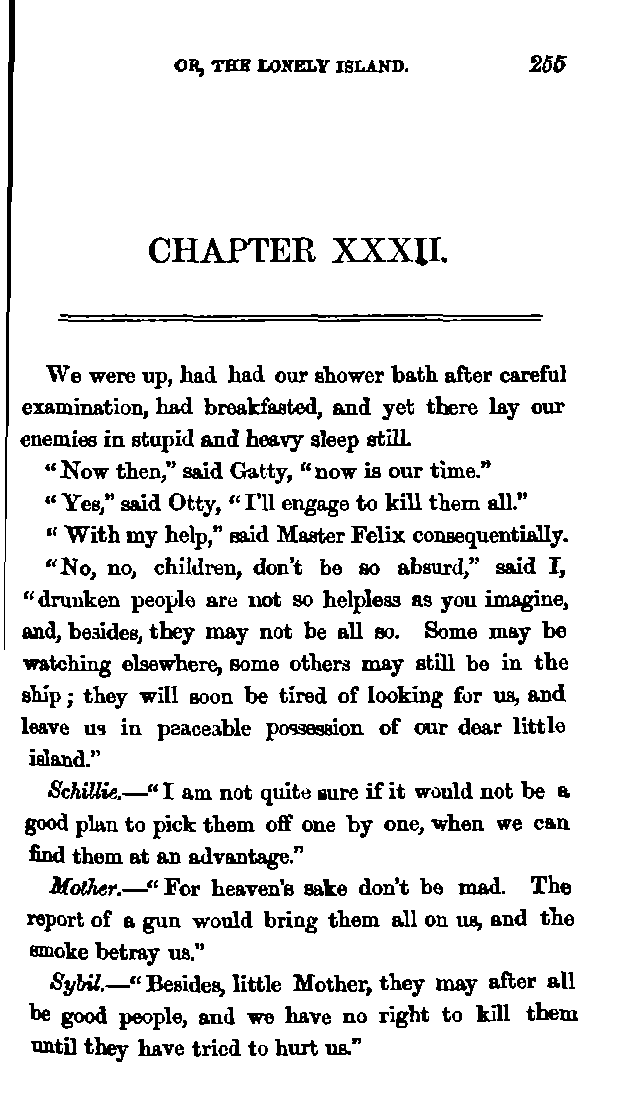 OR, THE LONELY ISLAND. 255
CHAPTER XXXII.
We were up, had had our shower bath after careful
examination, had breakfasted, and yet there lay our
enemies in stupid and heavy sleep still.
"Now then," said Gatty, "now is our time."
"Yes," said Otty, "I'll engage to kill them all."
"With my help," said Master Felix consequentially.
"No, no, children, don't be so absurd," said I,
"drunken people are not so helpless as you imagine,
and, besides, they may not be all so. Some may be
watching elsewhere, some others may still be in the
ship; they will soon be tired of looking for us, and
leave us in peaceable possession of our dear little
island."
Schillie.—"I am not quite sure if it would not be a
good plan to pick them off one by one, when we can
find them at an advantage."
Mother.—"For heaven's sake don't be mad. The
report of a gun would bring them all on us, and the
smoke betray us."
Sybil.—"Besides, little Mother, they may after all
be good people, and we have no right to kill them
until they have tried to hurt us."